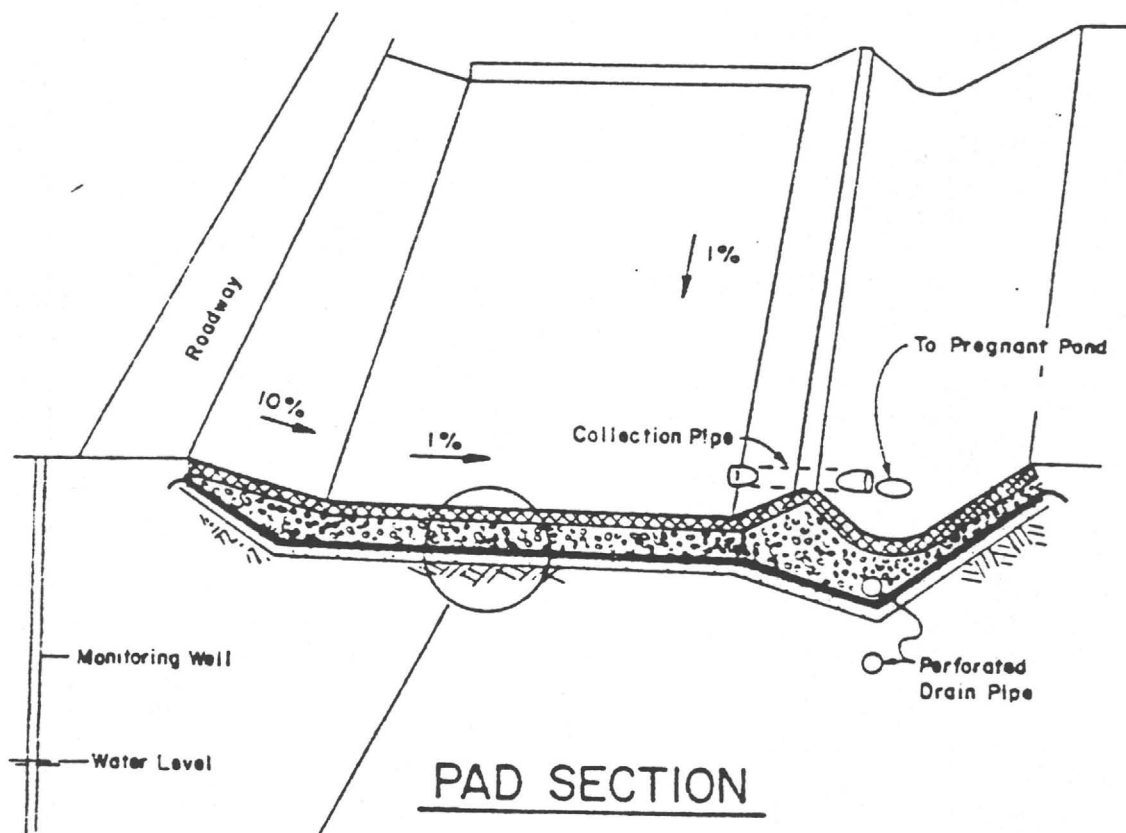 Roadway
1%
To Pregnant Pond
10%
1%
Collection Pipe
Monitoring Well
Perforated
Drain Pipe
Water Level
PAD SECTION